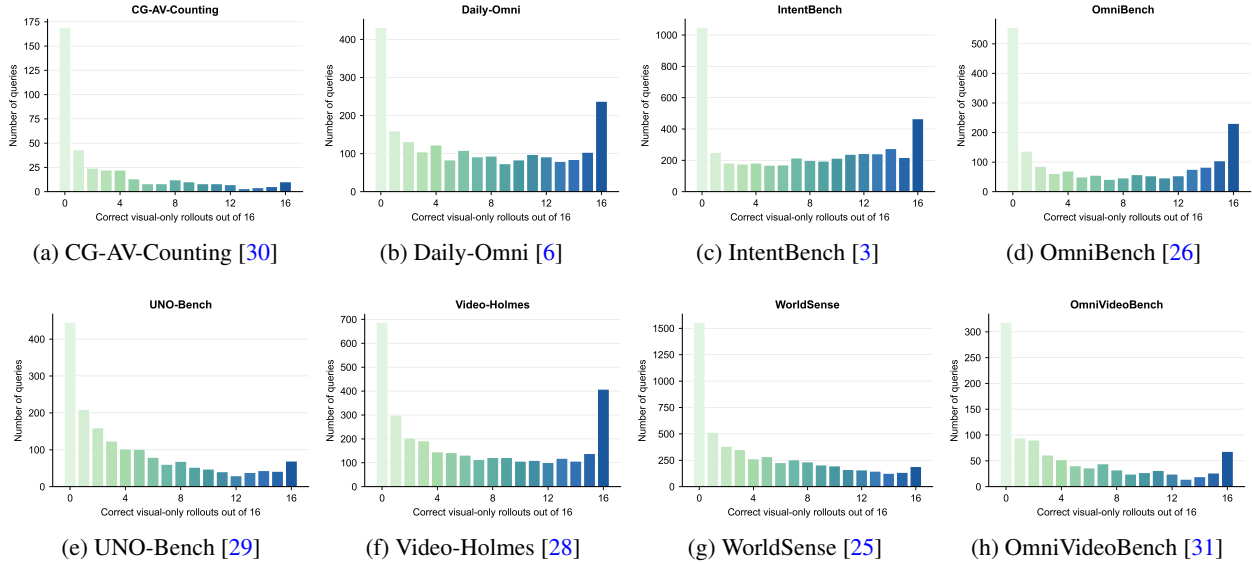 CG-AV-Counting
Number of queries
175
150
125
100
75
50
25
0
0 4 8 12 16
Correct visual-only rollouts out of 16
(a) CG-AV-Counting [30]
Daily-Omni
Number of queries
400
300
200
100
0
0 4 8 12 16
Correct visual-only rollouts out of 16
(b) Daily-Omni [6]
IntentBench
Number of queries
1000
800
600
400
200
0
0 4 8 12 16
Correct visual-only rollouts out of 16
(c) IntentBench [3]
OmniBench
Number of queries
500
400
300
200
100
0
0 4 8 12 16
Correct visual-only rollouts out of 16
(d) OmniBench [26]
UNO-Bench
Number of queries
400
300
200
100
0
0 4 8 12 16
Correct visual-only rollouts out of 16
(e) UNO-Bench [29]
Video-Holmes
Number of queries
700
600
500
400
300
200
100
0
0 4 8 12 16
Correct visual-only rollouts out of 16
(f) Video-Holmes [28]
WorldSense
Number of queries
1500
1250
1000
750
500
250
0
0 4 8 12 16
Correct visual-only rollouts out of 16
(g) WorldSense [25]
OmniVideoBench
Number of queries
300
250
200
150
100
50
0
0 4 8 12 16
Correct visual-only rollouts out of 16
(h) OmniVideoBench [31]